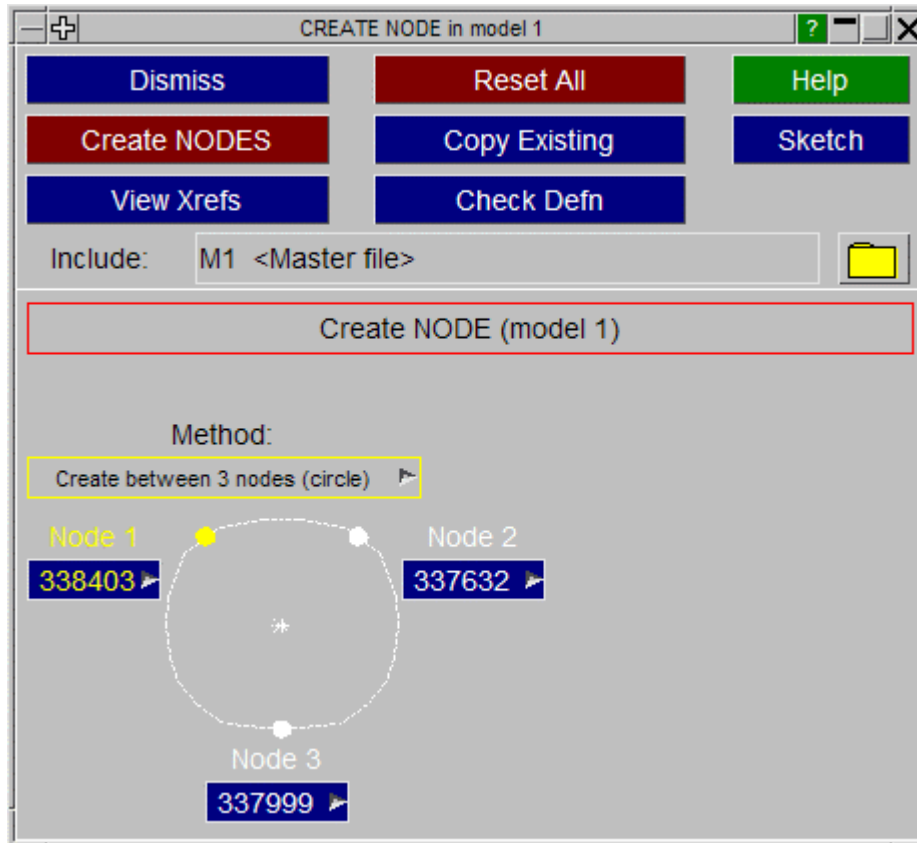 CREATE NODE in model 1 ?
Dismiss Reset All Help
Create NODES Copy Existing Sketch
View Xrefs Check Defn
Include: M1 <Master file>
Create NODE (model 1)
Method:
Create between 3 nodes (circle)
Node 1 Node 2
338403 337632
Node 3
337999